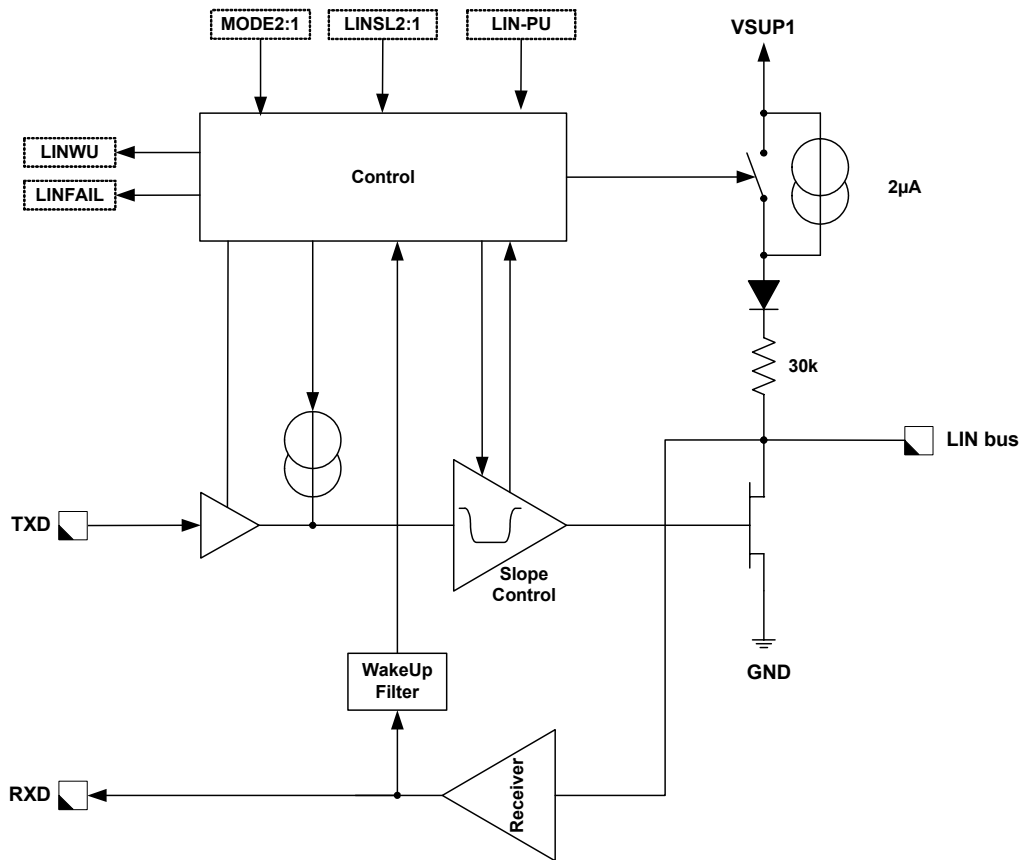 MODE2:1
LINSL2:1
LIN-PU
VSUP1
LINWU
LINFAIL
Control
2µA
30k
LIN bus
TXD
Slope
Control
WakeUp
Filter
GND
RXD
Receiver